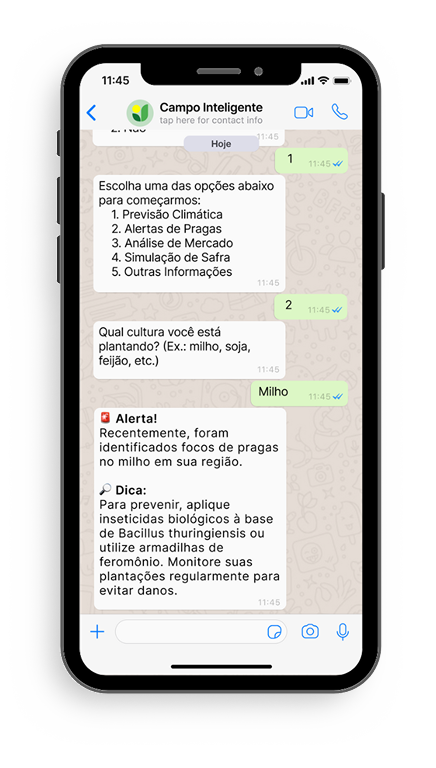 11:45
Campo Inteligente
tap here for contact info
2. Não
11:45
Hoje
1 11:45
Escolha uma das opções abaixo
para começarmos:
1. Previsão Climática
2. Alertas de Pragas
3. Análise de Mercado
4. Simulação de Safra
5. Outras Informações
11:45
2 11:45
Qual cultura você está
plantando? (Ex.: milho, soja,
feijão, etc.)
11:45
Milho 11:45
🚨 Alerta!
Recentemente, foram
identificados focos de pragas
no milho em sua região.
🔎 Dica:
Para prevenir, aplique
inseticidas biológicos à base
de Bacillus thuringiensis ou
utilize armadilhas de
feromônio. Monitore suas
plantações regularmente para
evitar danos.
11:45